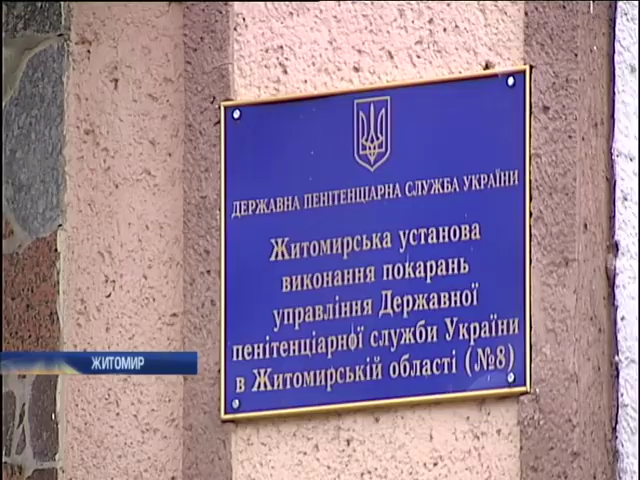 ДЕРЖАВНА ПЕНІТЕНЦІАРНА СЛУЖБА УКРАЇНИ
Житомирська установа
виконання покарань
управління Державної
пенітенціарної служби України
в Житомирській області (№8)
ЖИТОМИР